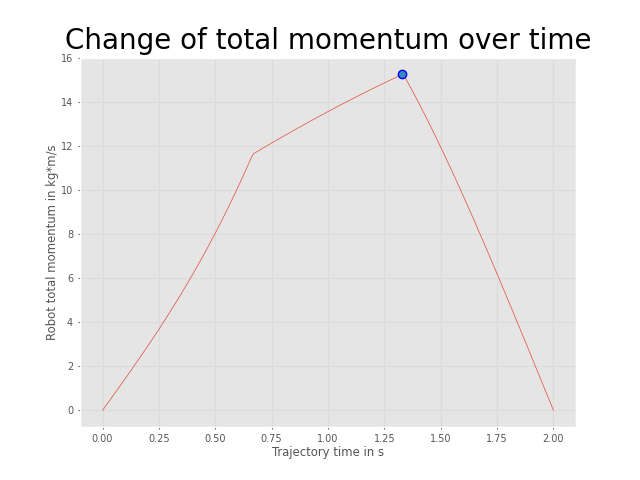 Change of total momentum over time
Robot total momentum in kg*m/s
16
14
12
10
8
6
4
2
0
0.00 0.25 0.50 0.75 1.00 1.25 1.50 1.75 2.00
Trajectory time in s